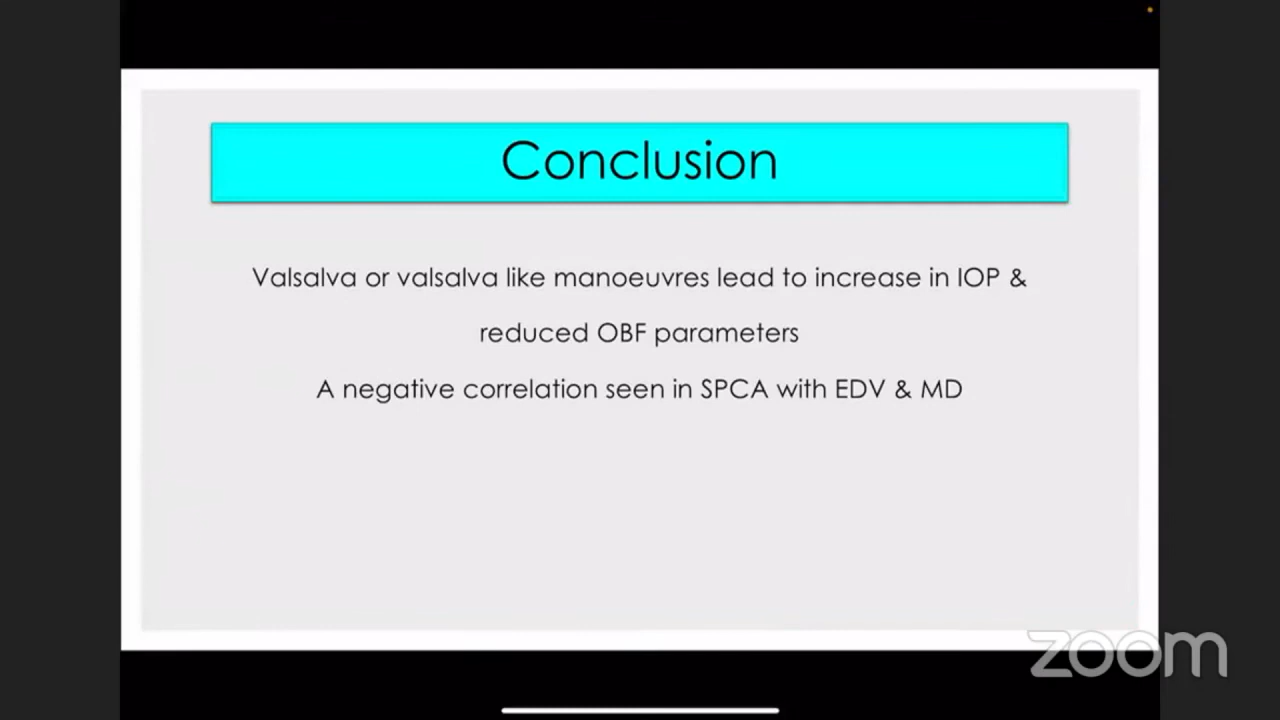 Conclusion
Valsalva or valsalva like manoeuvres lead to increase in IOP &
reduced OBF parameters
A negative correlation seen in SPCA with EDV & MD
zoom